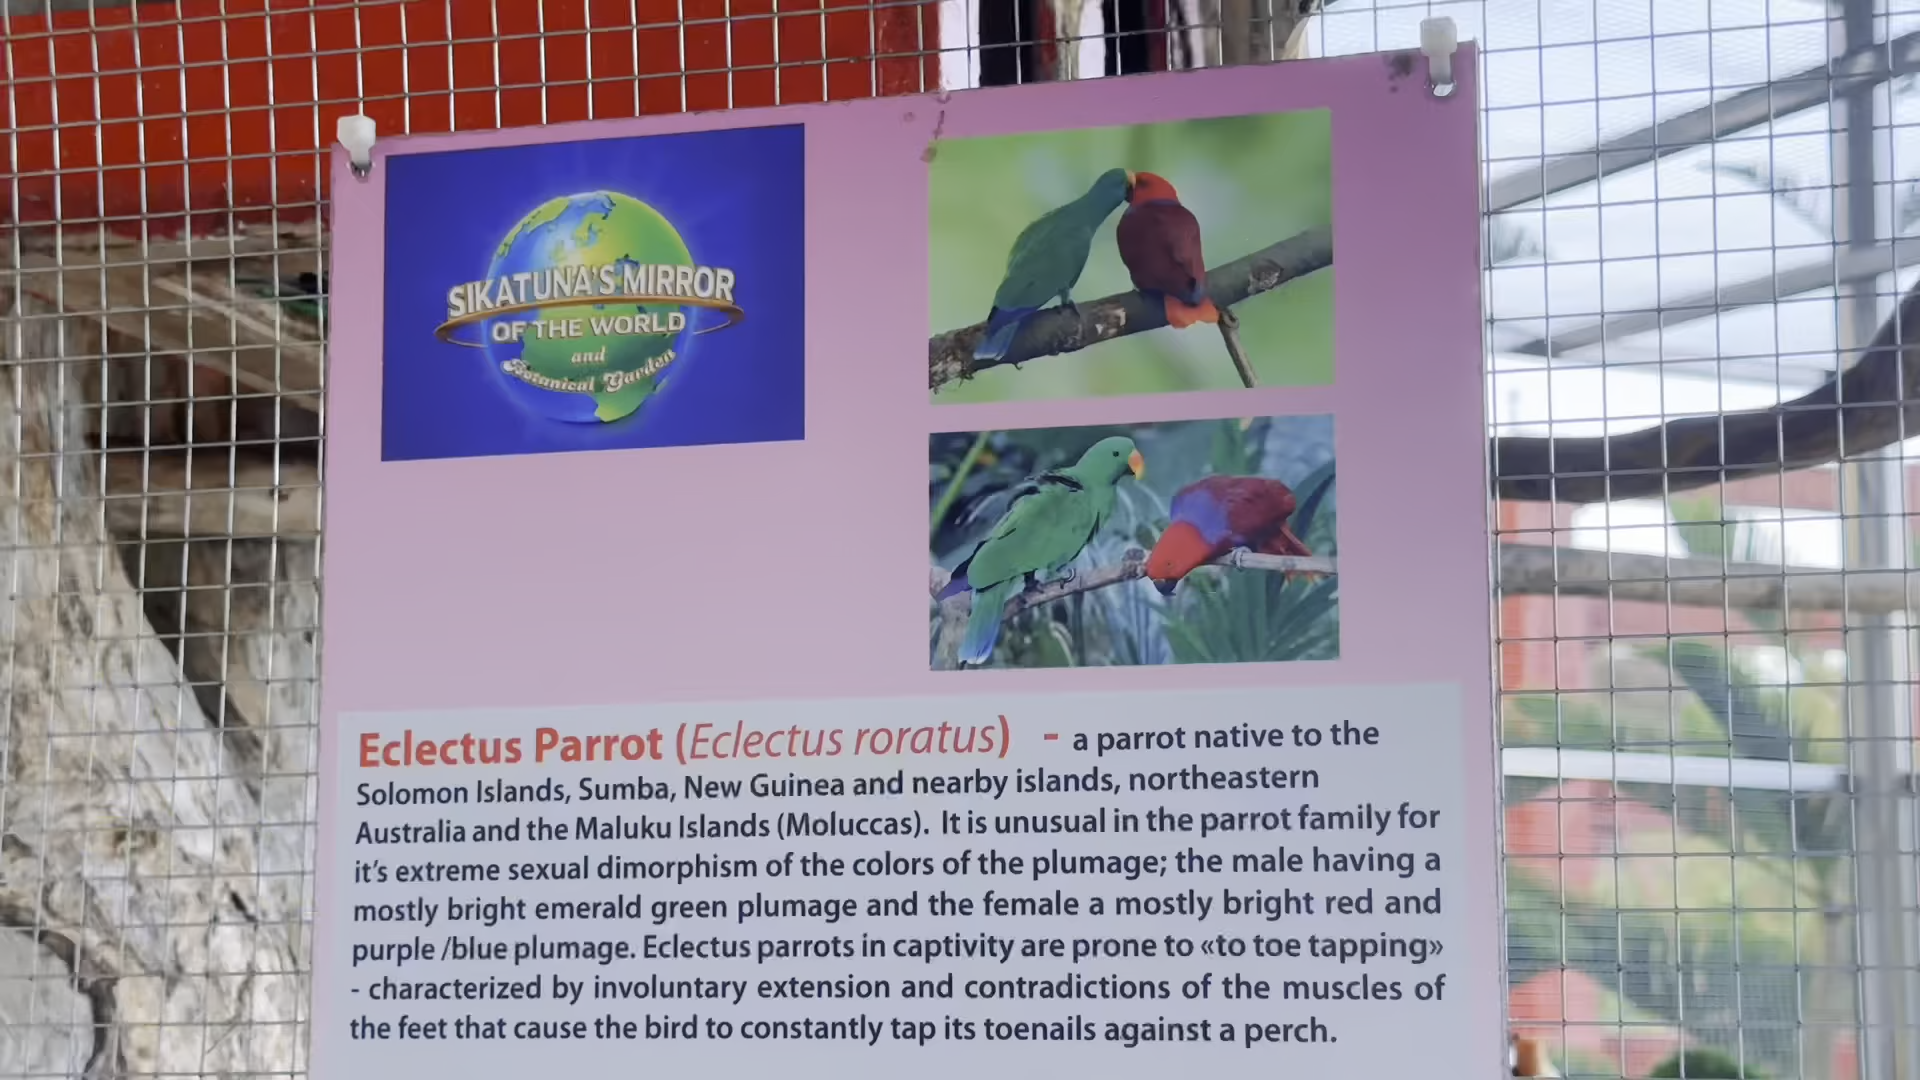 SIKATUNA'S MIRROR
OF THE WORLD
and
Botanical Garden
Eclectus Parrot (Eclectus roratus) - a parrot native to the
Solomon Islands, Sumba, New Guinea and nearby islands, northeastern
Australia and the Maluku Islands (Moluccas). It is unusual in the parrot family for
it's extreme sexual dimorphism of the colors of the plumage; the male having a
mostly bright emerald green plumage and the female a mostly bright red and
purple /blue plumage. Eclectus parrots in captivity are prone to «to toe tapping»
- characterized by involuntary extension and contradictions of the muscles of
the feet that cause the bird to constantly tap its toenails against a perch.